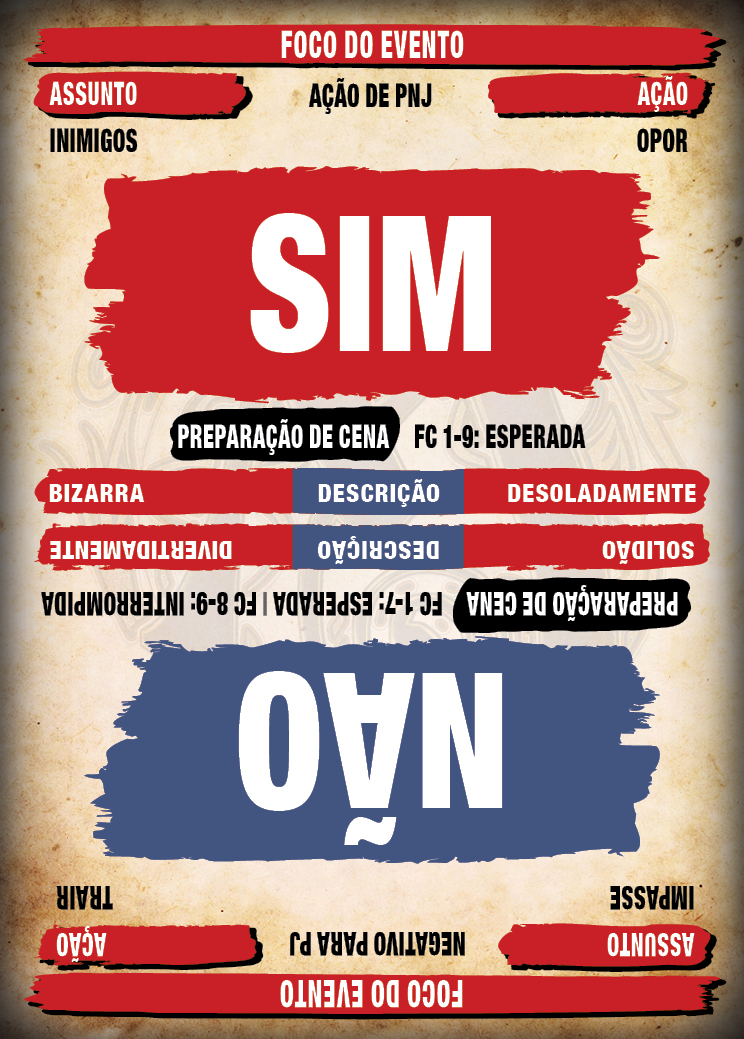 FOCO DO EVENTO
ASSUNTO AÇÃO DE PNJ AÇÃO
INIMIGOS OPOR
SIM
PREPARAÇÃO DE CENA FC 1-9: ESPERADA
BIZARRA DESCRIÇÃO DESOLADAMENTE
SOLIDÃO DESCRIÇÃO DIVERTIDAMENTE
PREPARAÇÃO DE CENA FC 1-7: ESPERADA | FC 8-9: INTERROMPIDA
NÃO
IMPASSE TRAIR
ASSUNTO NEGATIVO PARA PJ AÇÃO
FOCO DO EVENTO